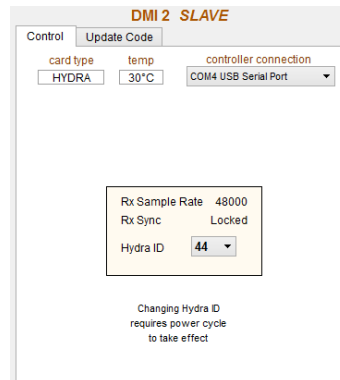 DMI 2 SLAVE
Control Update Code
card type temp controller connection
HYDRA 30°C COM4 USB Serial Port
Rx Sample Rate 48000
Rx Sync Locked
Hydra ID 44
Changing Hydra ID
requires power cycle
to take effect